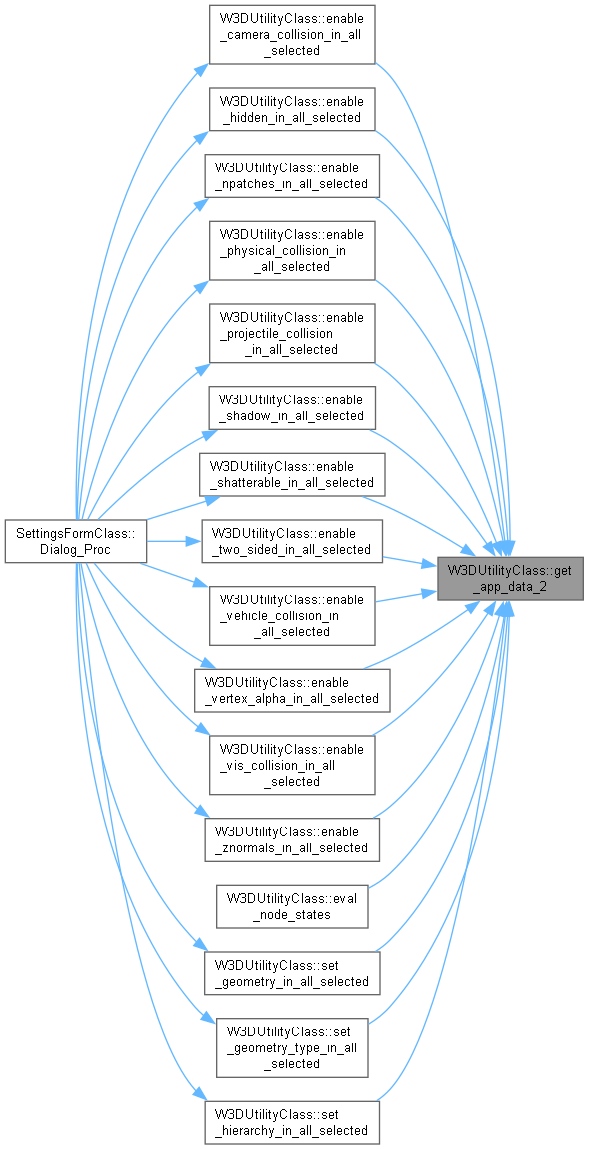 W3DUtilityClass::enable
_camera_collision_in_all
_selected
W3DUtilityClass::enable
_hidden_in_all_selected
W3DUtilityClass::enable
_npatches_in_all_selected
W3DUtilityClass::enable
_physical_collision_in
_all_selected
W3DUtilityClass::enable
_projectile_collision
_in_all_selected
W3DUtilityClass::enable
_shadow_in_all_selected
W3DUtilityClass::enable
_shatterable_in_all_selected
SettingsFormClass::
Dialog_Proc
W3DUtilityClass::enable
_two_sided_in_all_selected
W3DUtilityClass::get
_app_data_2
W3DUtilityClass::enable
_vehicle_collision_in
_all_selected
W3DUtilityClass::enable
_vertex_alpha_in_all_selected
W3DUtilityClass::enable
_vis_collision_in_all
_selected
W3DUtilityClass::enable
_znormals_in_all_selected
W3DUtilityClass::eval
_node_states
W3DUtilityClass::set
_geometry_in_all_selected
W3DUtilityClass::set
_geometry_type_in_all
_selected
W3DUtilityClass::set
_hierarchy_in_all_selected